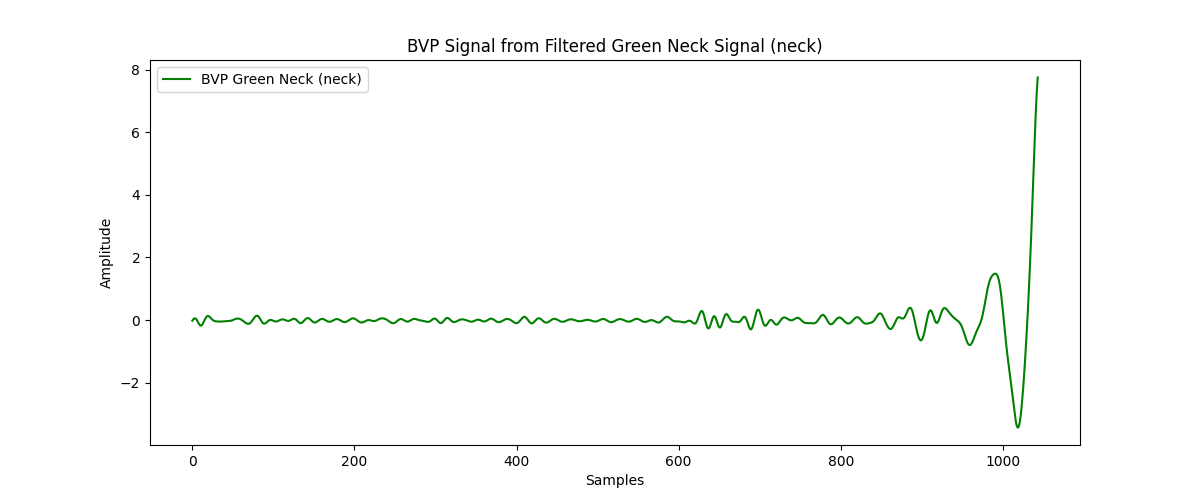 BVP Signal from Filtered Green Neck Signal (neck)
BVP Green Neck (neck)
Amplitude
8
6
4
2
0
−2
0 200 400 600 800 1000
Samples